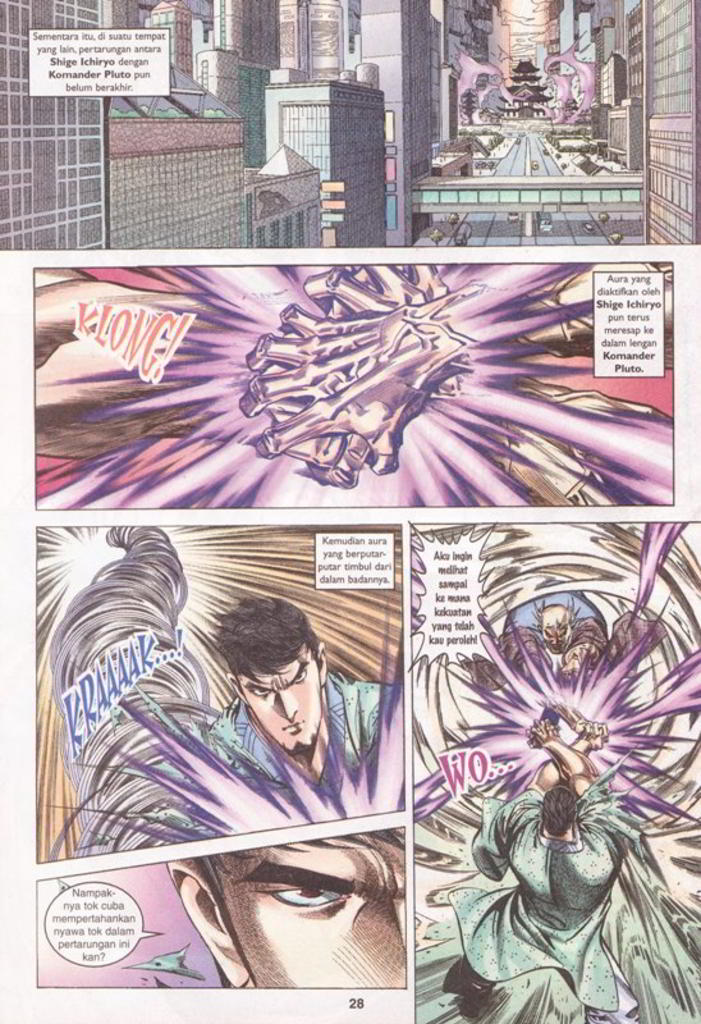 Sementara itu, di suatu tempat
yang lain, pertarungan antara
Shige Ichiryo dengan
Komander Pluto pun
belum berakhir.
KLONG!
Aura yang
diaktifkan oleh
Shige Ichiryo
pun terus
meresap ke
dalam lengan
Komander
Pluto.
Kemudian aura
yang berputar-
putar timbul dari
dalam badannya.
KRAAAAK....!
Aku ingin
melihat
sampai
ke mana
kekuatan
yang telah
kau peroleh!
WO...
Nampak-
nya tok cuba
mempertahankan
nyawa tok dalam
pertarungan ini
kan?
28